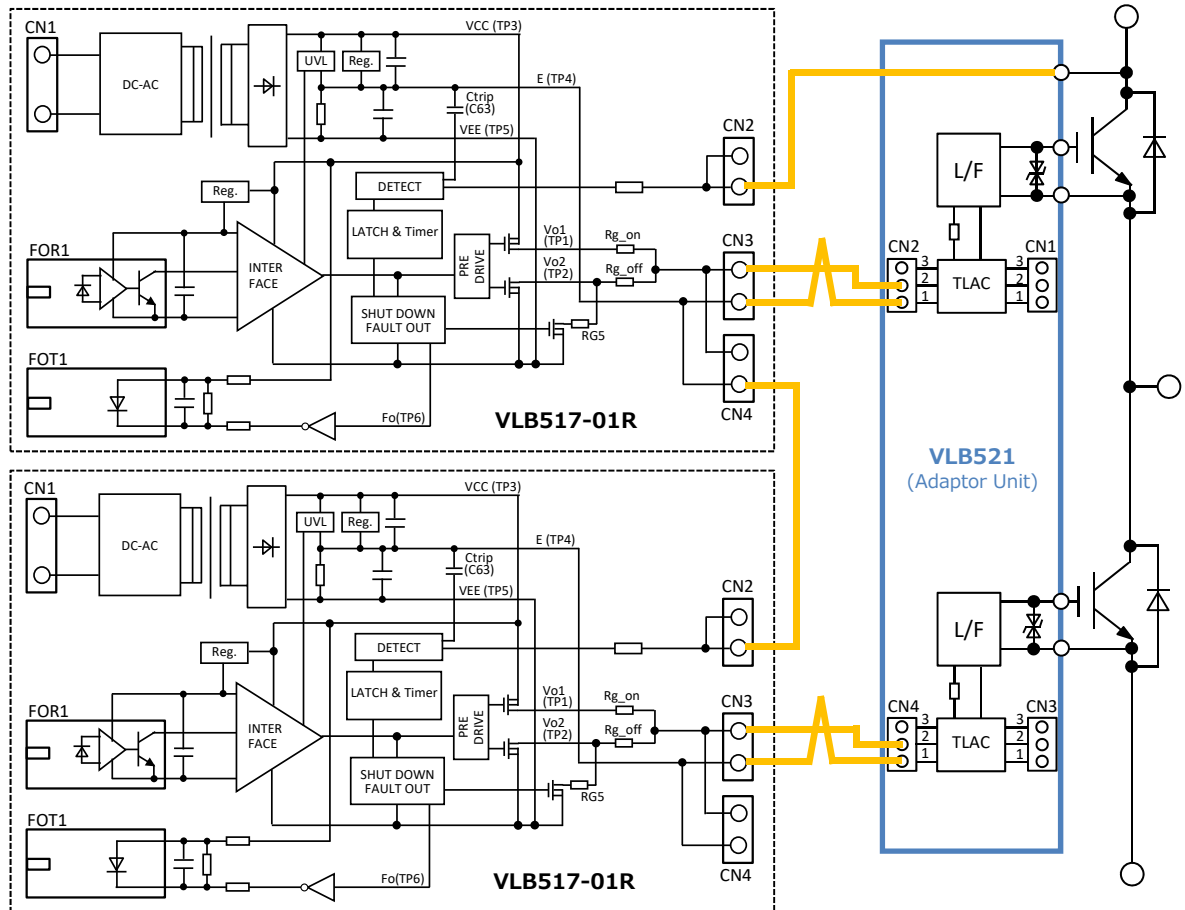 CN1
DC-AC
UVL
Reg.
VCC (TP3)
E (TP4)
Ctrip
(C63)
VEE (TP5)
CN2
DETECT
Reg.
LATCH & Timer
FOR1
INTER
FACE
PRE
DRIVE
Vo1
(TP1)
Rg_on
Vo2
(TP2)
Rg_off
CN3
SHUT DOWN
FAULT OUT
RG5
FOT1
Fo(TP6)
VLB517-01R
CN4
CN1
DC-AC
UVL
Reg.
VCC (TP3)
E (TP4)
Ctrip
(C63)
VEE (TP5)
CN2
DETECT
Reg.
LATCH & Timer
FOR1
INTER
FACE
PRE
DRIVE
Vo1
(TP1)
Rg_on
Vo2
(TP2)
Rg_off
CN3
SHUT DOWN
FAULT OUT
RG5
FOT1
Fo(TP6)
VLB517-01R
CN4
L/F
CN2
3
2
1
TLAC
3
2
1
CN1
VLB521
(Adaptor Unit)
L/F
CN4
3
2
1
TLAC
3
2
1
CN3